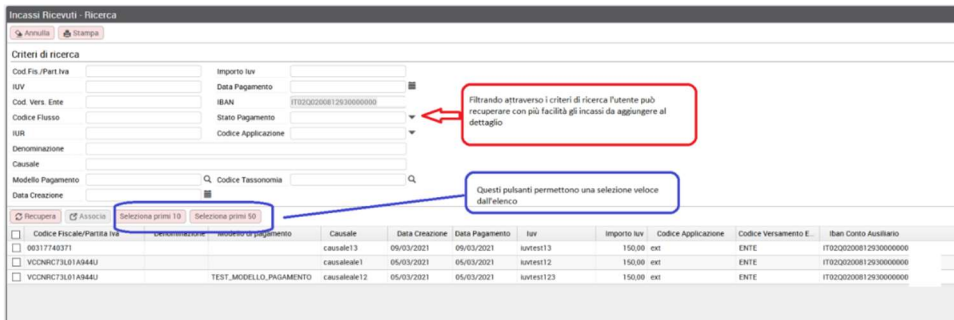 Incassi Ricevuti - Ricerca
Annulla Stampa
Criteri di ricerca
Cod.Fis./Part.Iva Importo Iuv
IUV Data Pagamento
Cod. Vers. Ente IBAN IT02Q0200812930000000
Codice Flusso Stato Pagamento
IUR Codice Applicazione
Denominazione
Causale
Modello Pagamento Codice Tassonomia
Data Creazione
Filtrando attraverso i criteri di ricerca l'utente può
recuperare con più facilità gli incassi da aggiungere al
dettaglio
Questi pulsanti permettono una selezione veloce
dall'elenco
Recupera Associa Seleziona primi 10 Seleziona primi 50
Codice Fiscale/Partita Iva Denominazione Modello di pagamento Causale Data Creazione Data Pagamento Iuv Importo Iuv Codice Applicazione Codice Versamento E... Iban Conto Ausiliario
00317740371 causale13 09/03/2021 09/03/2021 iuvtest13 150,00 ext ENTE IT02Q0200812930000000
VCCNRC73L01A944U causaleale1 05/03/2021 05/03/2021 iuvtest12 150,00 ext ENTE IT02Q0200812930000000
VCCNRC73L01A944U TEST_MODELLO_PAGAMENTO causaleale12 05/03/2021 05/03/2021 iuvtest123 150,00 ext ENTE IT02Q0200812930000000